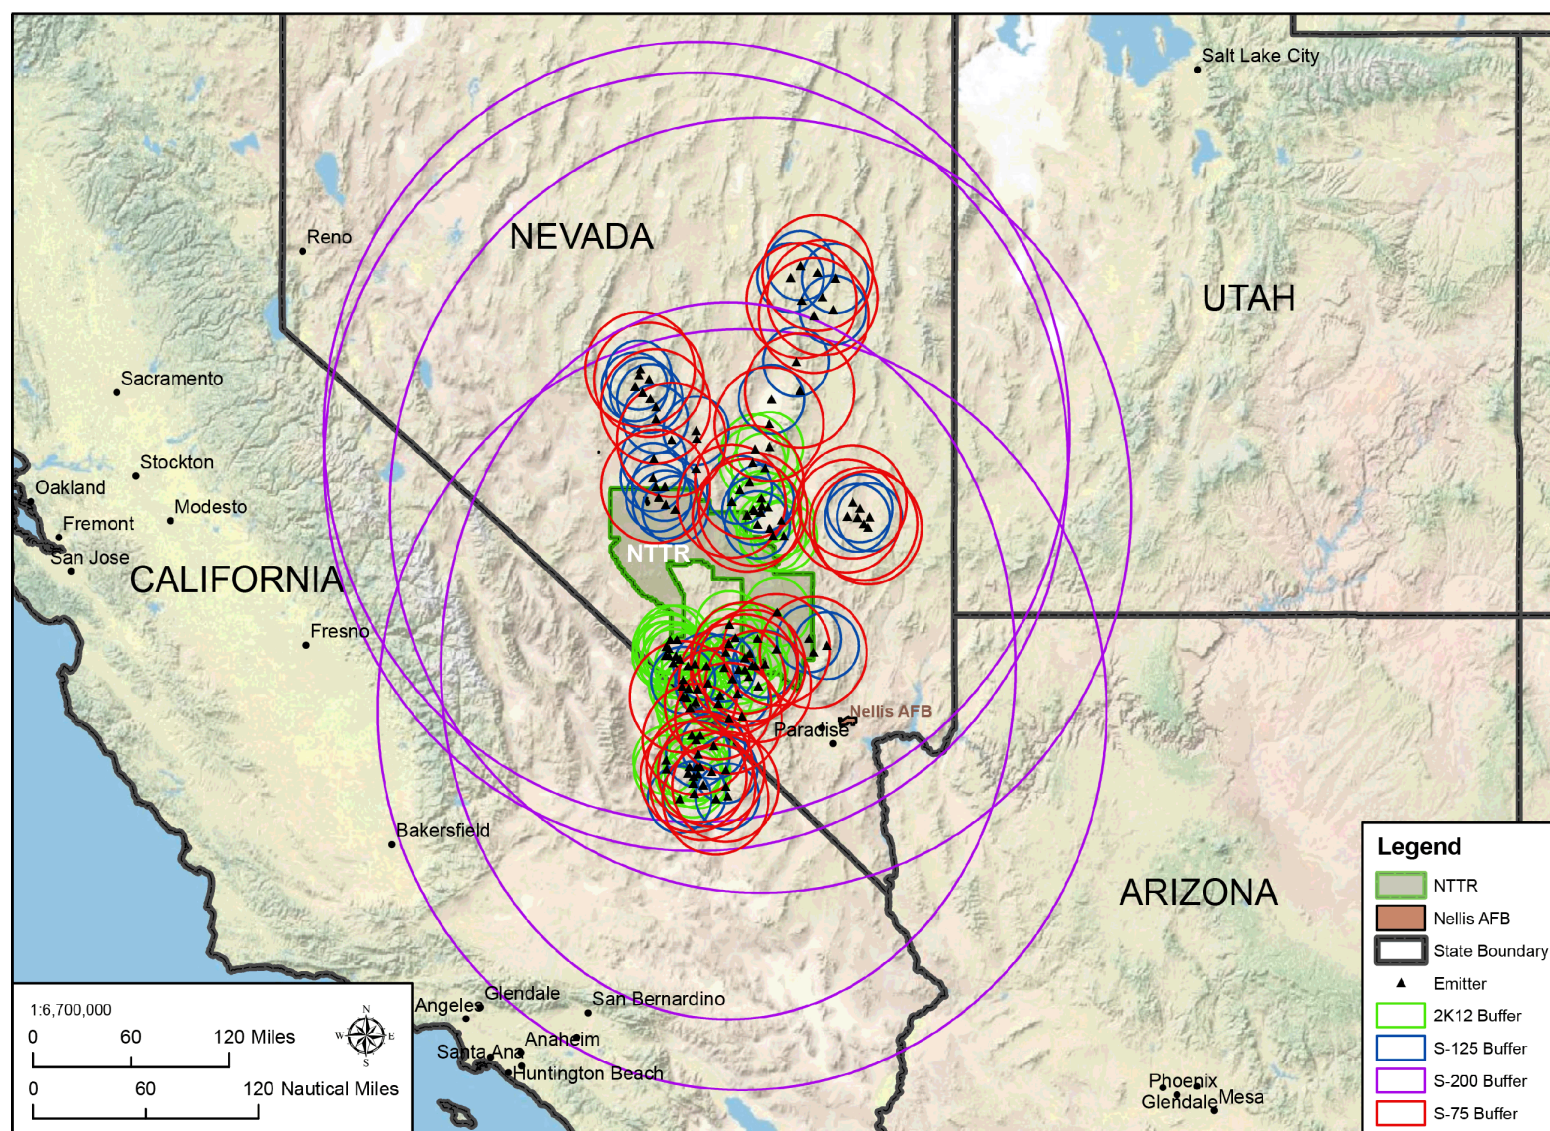 Salt Lake City
Reno
NEVADA
UTAH
Sacramento
Stockton
Oakland
Modesto
Fremont
San Jose
NTTR
CALIFORNIA
Fresno
Nellis AFB
Paradise
Bakersfield
ARIZONA
Glendale
Angeles
San Bernardino
Anaheim
Santa Ana
Huntington Beach
Phoenix
Glendale
Mesa
1:6,700,000
0 60 120 Miles
0 60 120 Nautical Miles
N
W E
S
Legend
NTTR
Nellis AFB
State Boundary
Emitter
2K12 Buffer
S-125 Buffer
S-200 Buffer
S-75 Buffer